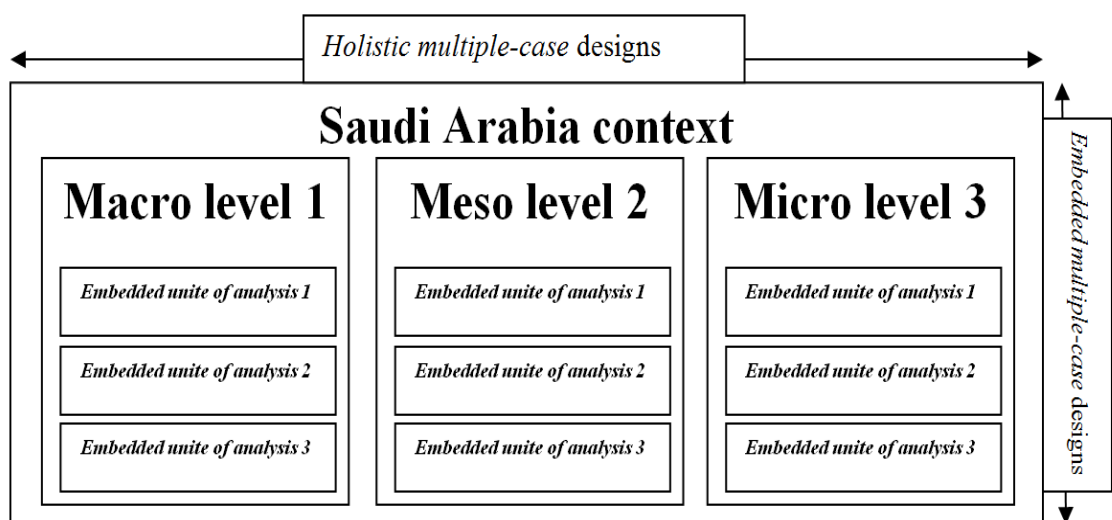 Holistic multiple-case designs
Saudi Arabia context
Macro level 1
Embedded unite of analysis 1
Embedded unite of analysis 2
Embedded unite of analysis 3
Meso level 2
Embedded unite of analysis 1
Embedded unite of analysis 2
Embedded unite of analysis 3
Micro level 3
Embedded unite of analysis 1
Embedded unite of analysis 2
Embedded unite of analysis 3
Embedded multiple-case designs